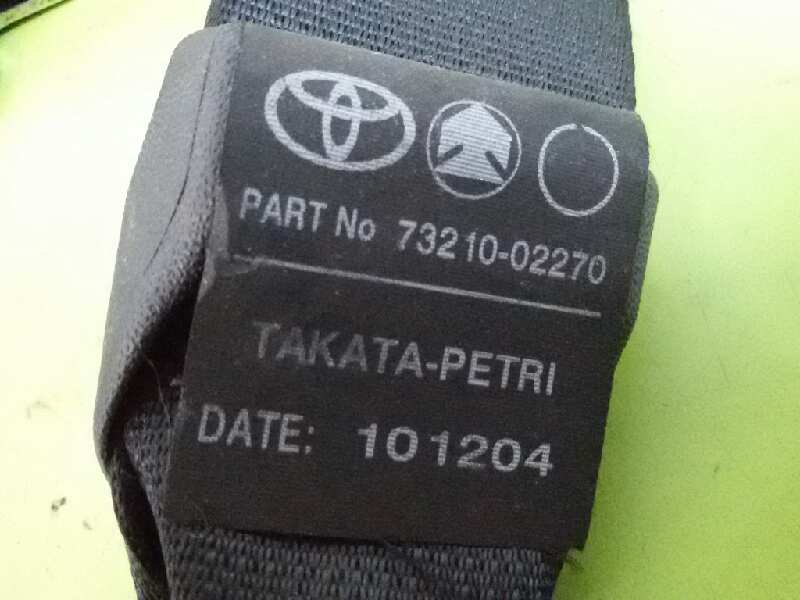 PART No 73210-02270
TAKATA-PETRI
DATE: 101204